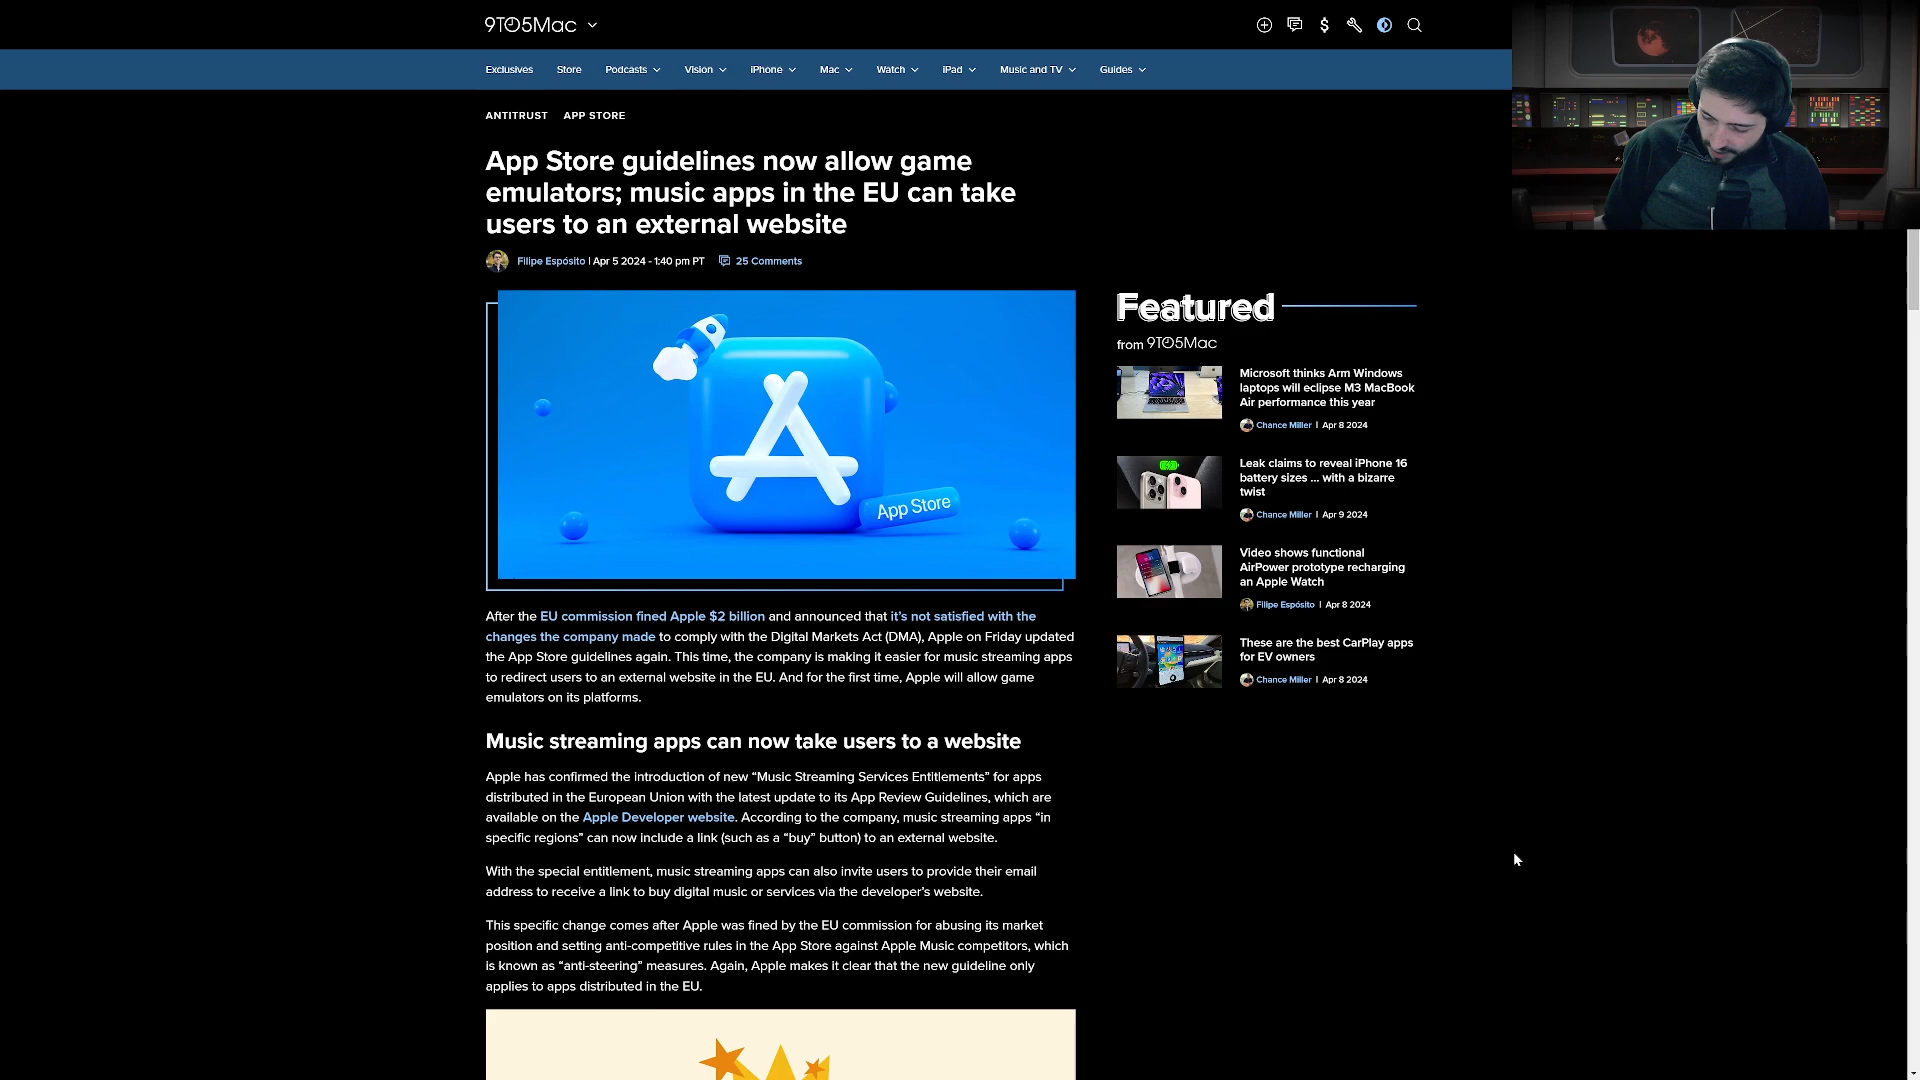 9TO5Mac
Exclusives Store Podcasts Vision iPhone Mac Watch iPad Music and TV Guides
ANTITRUST APP STORE
App Store guidelines now allow game
emulators; music apps in the EU can take
users to an external website
Filipe Espósito | Apr 5 2024 - 1:40 pm PT 25 Comments
App Store
After the EU commission fined Apple $2 billion and announced that it’s not satisfied with the
changes the company made to comply with the Digital Markets Act (DMA), Apple on Friday updated
the App Store guidelines again. This time, the company is making it easier for music streaming apps
to redirect users to an external website in the EU. And for the first time, Apple will allow game
emulators on its platforms.
Music streaming apps can now take users to a website
Apple has confirmed the introduction of new “Music Streaming Services Entitlements” for apps
distributed in the European Union with the latest update to its App Review Guidelines, which are
available on the Apple Developer website. According to the company, music streaming apps “in
specific regions” can now include a link (such as a “buy” button) to an external website.
With the special entitlement, music streaming apps can also invite users to provide their email
address to receive a link to buy digital music or services via the developer’s website.
This specific change comes after Apple was fined by the EU commission for abusing its market
position and setting anti-competitive rules in the App Store against Apple Music competitors, which
is known as “anti-steering” measures. Again, Apple makes it clear that the new guideline only
applies to apps distributed in the EU.
Featured
from 9TO5Mac
Microsoft thinks Arm Windows
laptops will eclipse M3 MacBook
Air performance this year
Chance Miller | Apr 8 2024
Leak claims to reveal iPhone 16
battery sizes ... with a bizarre
twist
Chance Miller | Apr 9 2024
Video shows functional
AirPower prototype recharging
an Apple Watch
Filipe Espósito | Apr 8 2024
These are the best CarPlay apps
for EV owners
Chance Miller | Apr 8 2024